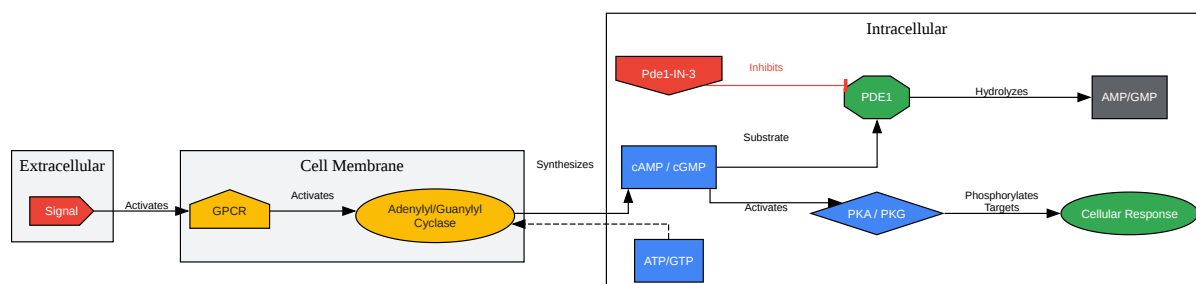 Intracellular
Pde1-IN-3
Inhibits
PDE1
Hydrolyzes
AMP/GMP
Substrate
Extracellular
Cell Membrane
Synthesizes
cAMP / cGMP
Signal
Activates
GPCR
Activates
Adenylyl/Guanylyl
Cyclase
Activates
PKA / PKG
Phosphorylates
Targets
Cellular Response
ATP/GTP